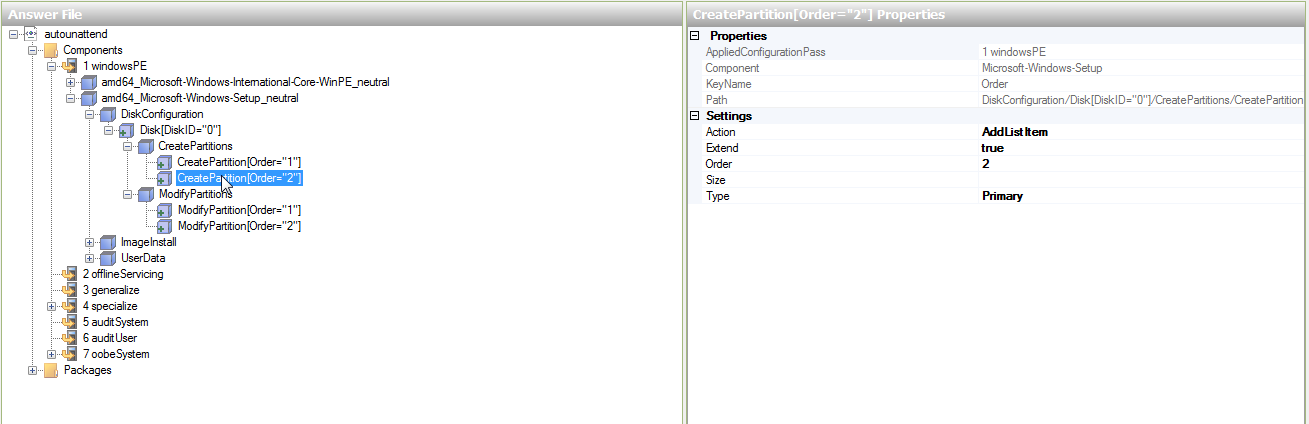 Answer File
autounattend
Components
1 windowsPE
amd64_Microsoft-Windows-International-Core-WinPE_neutral
amd64_Microsoft-Windows-Setup_neutral
DiskConfiguration
Disk[DiskID="0"]
CreatePartitions
CreatePartition[Order="1"]
CreatePartition[Order="2"]
ModifyPartitions
ModifyPartition[Order="1"]
ModifyPartition[Order="2"]
ImageInstall
UserData
2 offlineServicing
3 generalize
4 specialize
5 auditSystem
6 auditUser
7 oobeSystem
Packages
CreatePartition[Order="2"] Properties
Properties
AppliedConfigurationPass 1 windowsPE
Component Microsoft-Windows-Setup
KeyName Order
Path DiskConfiguration/Disk[DiskID="0"]/CreatePartitions/CreatePartition
Settings
Action AddListItem
Extend true
Order 2
Size
Type Primary